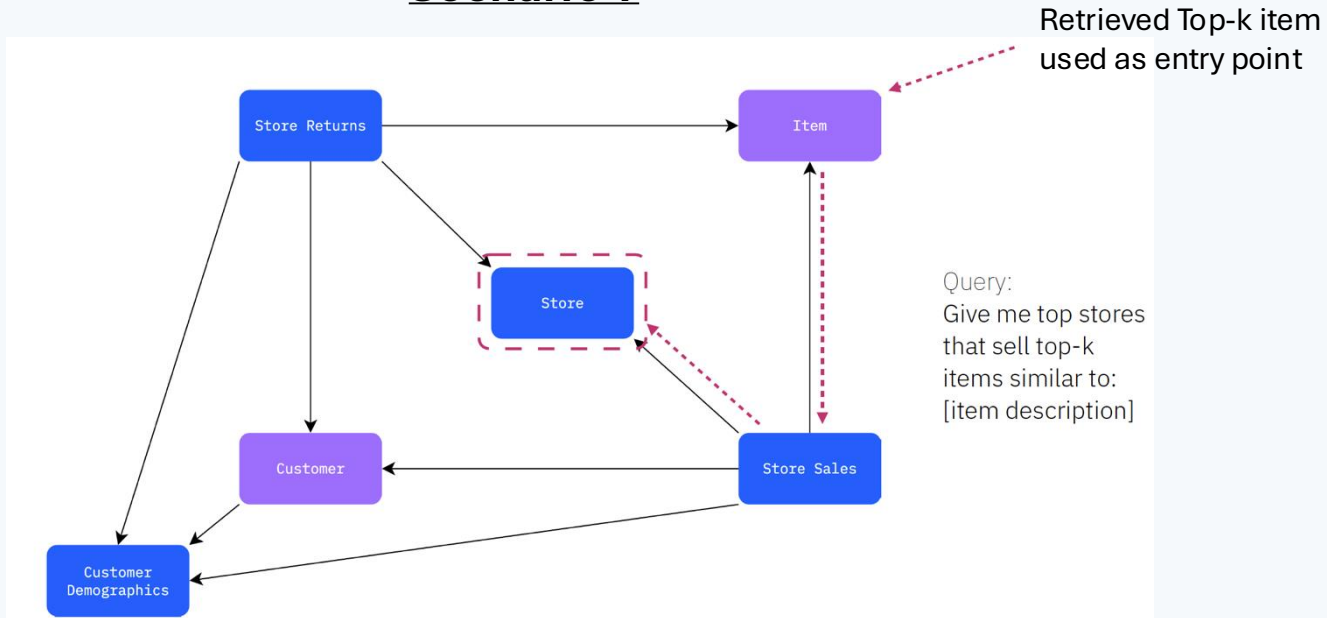 Retrieved Top-k item
used as entry point
Store Returns
Item
Store
Query:
Give me top stores
that sell top-k
items similar to:
[item description]
Customer
Store Sales
Customer
Demographics